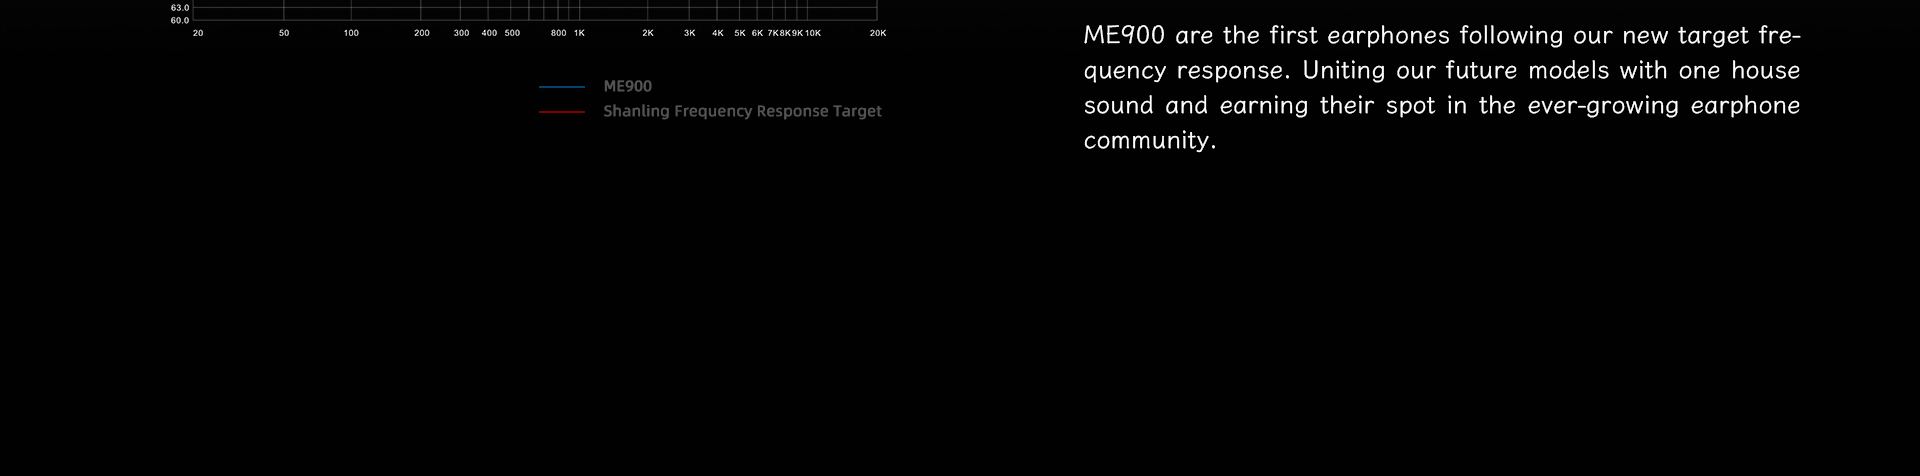 63.0
60.0
20 50 100 200 300 400 500 800 1K 2K 3K 4K 5K 6K 7K 8K 9K 10K 20K
ME900
Shanling Frequency Response Target
ME900 are the first earphones following our new target fre-
quency response. Uniting our future models with one house
sound and earning their spot in the ever-growing earphone
community.